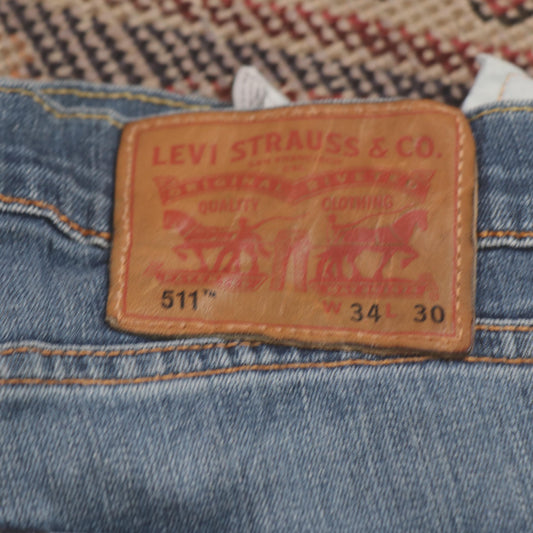 LEVI STRAUSS & CO.
ORIGINAL RIVETED
QUALITY CLOTHING
511™ W 34 L 30